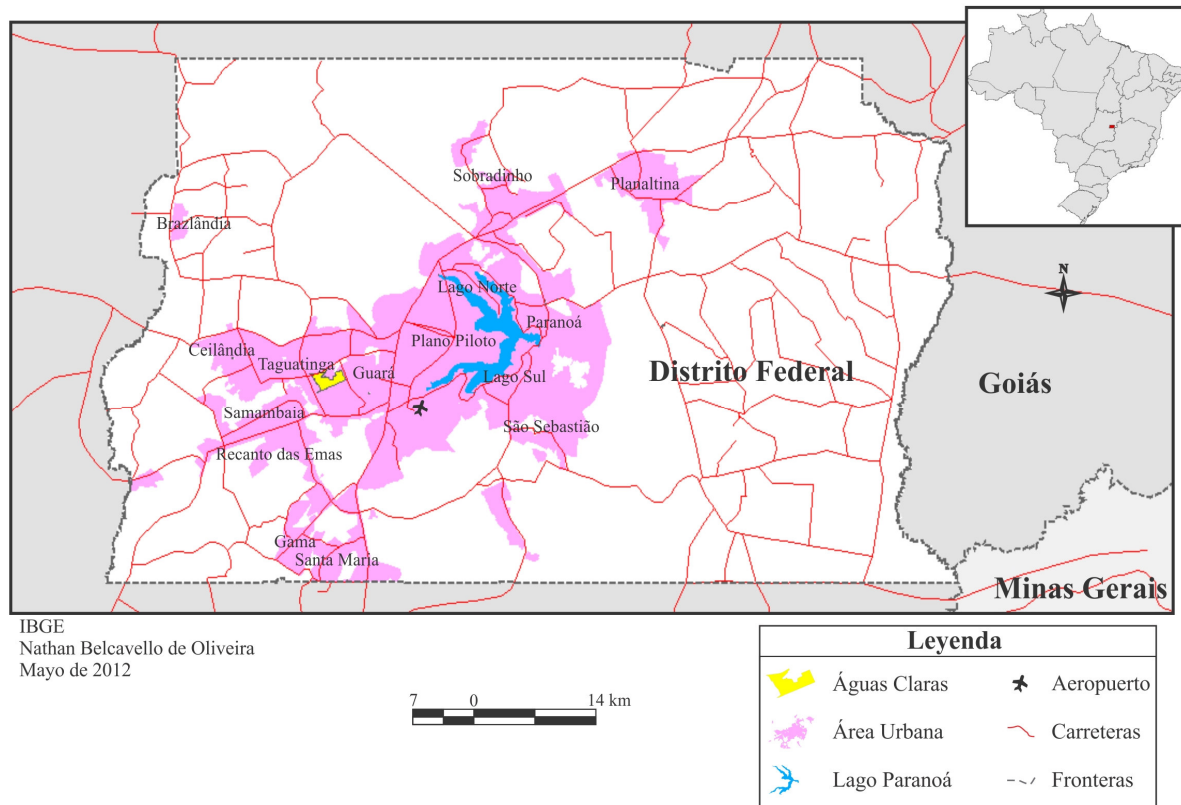 N
Sobradinho
Planaltina
Brazlândia
Lago Norte
Paranoá
Plano Piloto
Ceilândia
Taguatinga
Guará
Lago Sul
Distrito Federal
Goiás
Samambaia
São Sebastião
Recanto das Emas
Gama
Santa Maria
Minas Gerais
IBGE
Nathan Belcavello de Oliveira
Mayo de 2012
7 0 14 km
Leyenda
Águas Claras
Aeropuerto
Área Urbana
Carreteras
Lago Paranoá
Fronteras